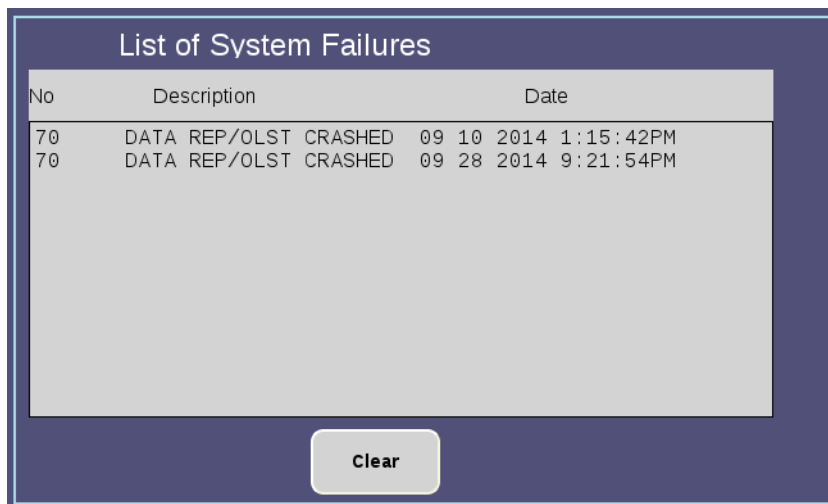 List of System Failures
No Description Date
70 DATA REP/OLST CRASHED 09 10 2014 1:15:42PM
70 DATA REP/OLST CRASHED 09 28 2014 9:21:54PM
Clear